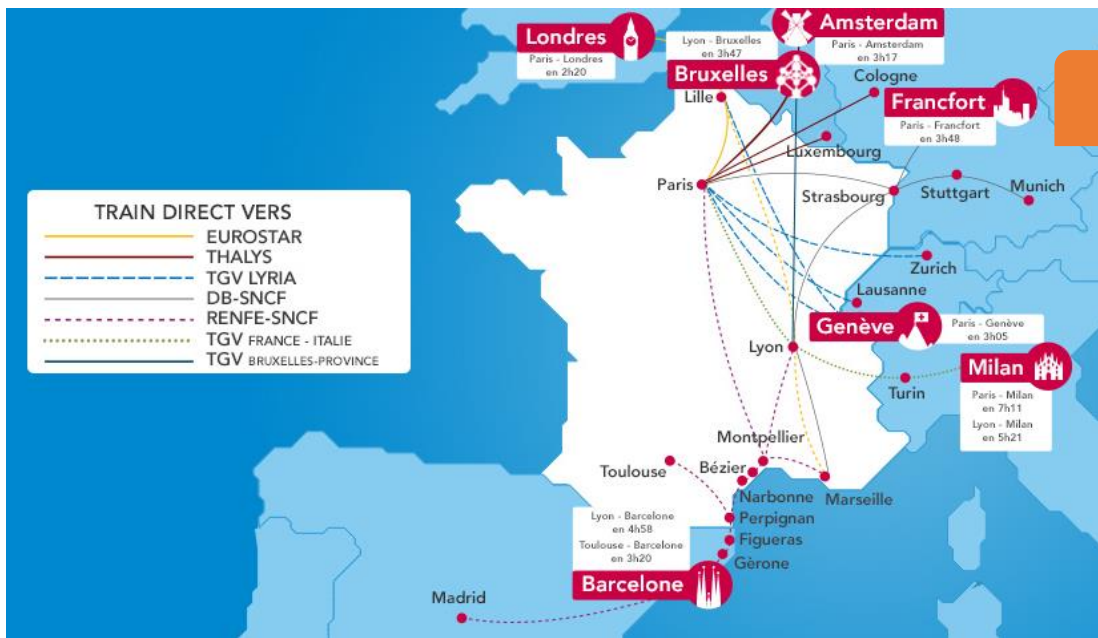 Londres
Paris - Londres
en 2h20
Lyon - Bruxelles
en 3h47
Bruxelles
Amsterdam
Paris - Amsterdam
en 3h17
Cologne
Francfort
Paris - Francfort
en 3h48
Lille
Luxembourg
Paris
Strasbourg
Stuttgart
Munich
TRAIN DIRECT VERS
EUROSTAR
THALYS
TGV LYRIA
DB-SNCF
RENFE-SNCF
TGV FRANCE - ITALIE
TGV BRUXELLES-PROVINCE
Zurich
Lausanne
Genève
Paris - Genève
en 3h05
Lyon
Milan
Paris - Milan
en 7h11
Lyon - Milan
en 5h21
Turin
Montpellier
Toulouse
Bézier
Narbonne
Marseille
Perpignan
Figueras
Gèrone
Lyon - Barcelone
en 4h58
Toulouse - Barcelone
en 3h20
Barcelone
Madrid